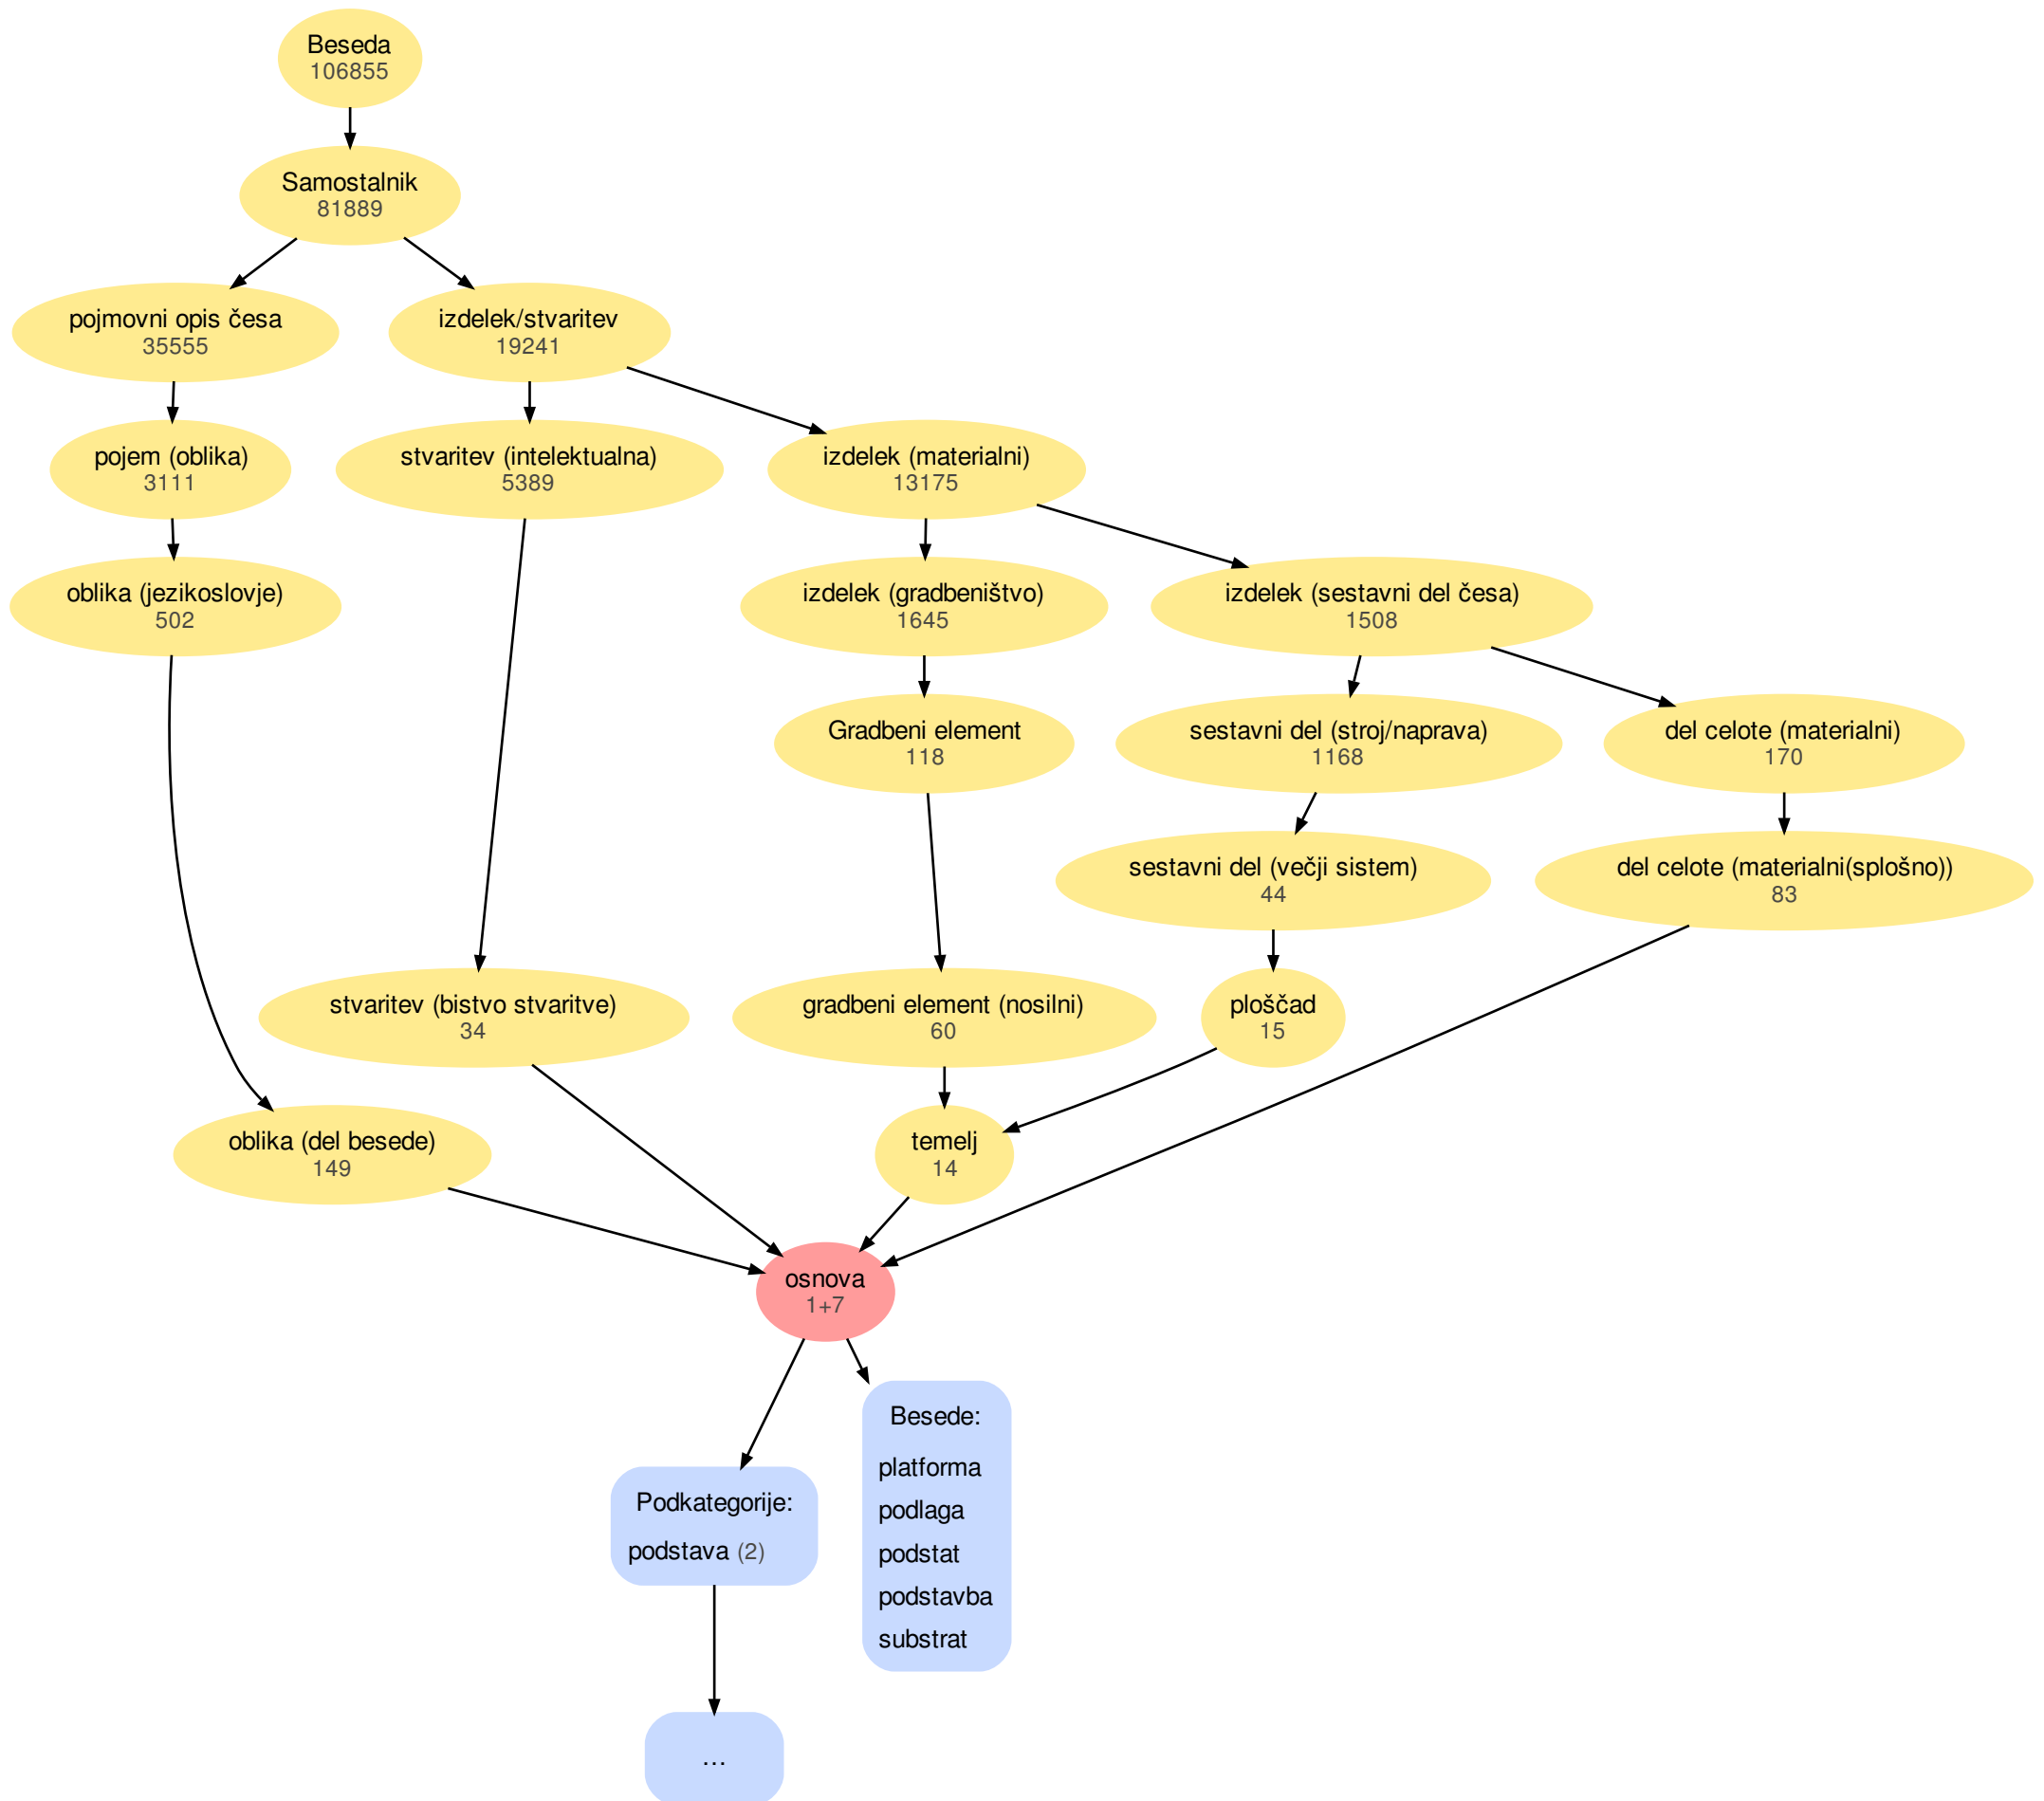 Beseda
106855
Samostalnik
81889
pojmovni opis česa
35555
izdelek/stvaritev
19241
pojem (oblika)
3111
stvaritev (intelektualna)
5389
izdelek (materialni)
13175
oblika (jezikoslovje)
502
izdelek (gradbeništvo)
1645
izdelek (sestavni del česa)
1508
Gradbeni element
118
sestavni del (stroj/naprava)
1168
del celote (materialni)
170
sestavni del (večji sistem)
44
del celote (materialni(splošno))
83
stvaritev (bistvo stvaritve)
34
gradbeni element (nosilni)
60
ploščad
15
oblika (del besede)
149
temelj
14
osnova
1+7
Besede:
platforma
podlaga
podstat
podstavba
substrat
Podkategorije:
podstava (2)
...